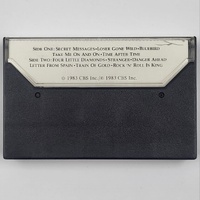 Side One: Secret Messages•Loser Gone Wild•Bluebird
Take Me On And On•Time After Time
Side Two: Four Little Diamonds•Stranger•Danger Ahead
Letter From Spain•Train Of Gold•Rock 'n' Roll Is King
℗ 1983 CBS Inc./© 1983 CBS Inc.